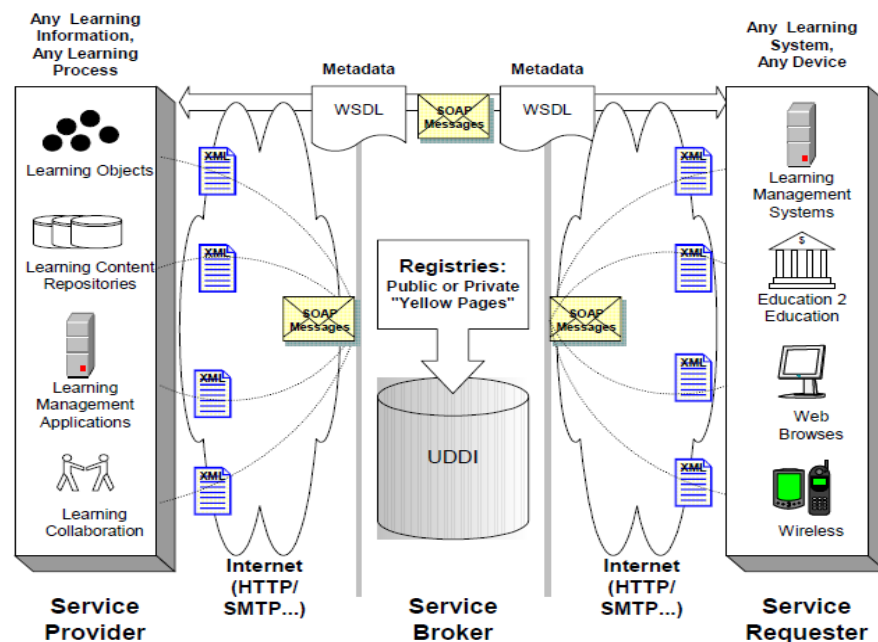 Any Learning
Information,
Any Learning
Process
Learning Objects
Learning Content
Repositories
Learning
Management
Applications
Learning
Collaboration
Service
Provider
XML
XML
XML
XML
Internet
(HTTP/
SMTP...)
Metadata
WSDL
SOAP
Messages
Metadata
WSDL
SOAP
Messages
Registries:
Public or Private
"Yellow Pages"
UDDI
Service
Broker
SOAP
Messages
XML
XML
XML
XML
Internet
(HTTP/
SMTP...)
Any Learning
System,
Any Device
Learning
Management
Systems
$
Education 2
Education
Web
Browses
Wireless
Service
Requester